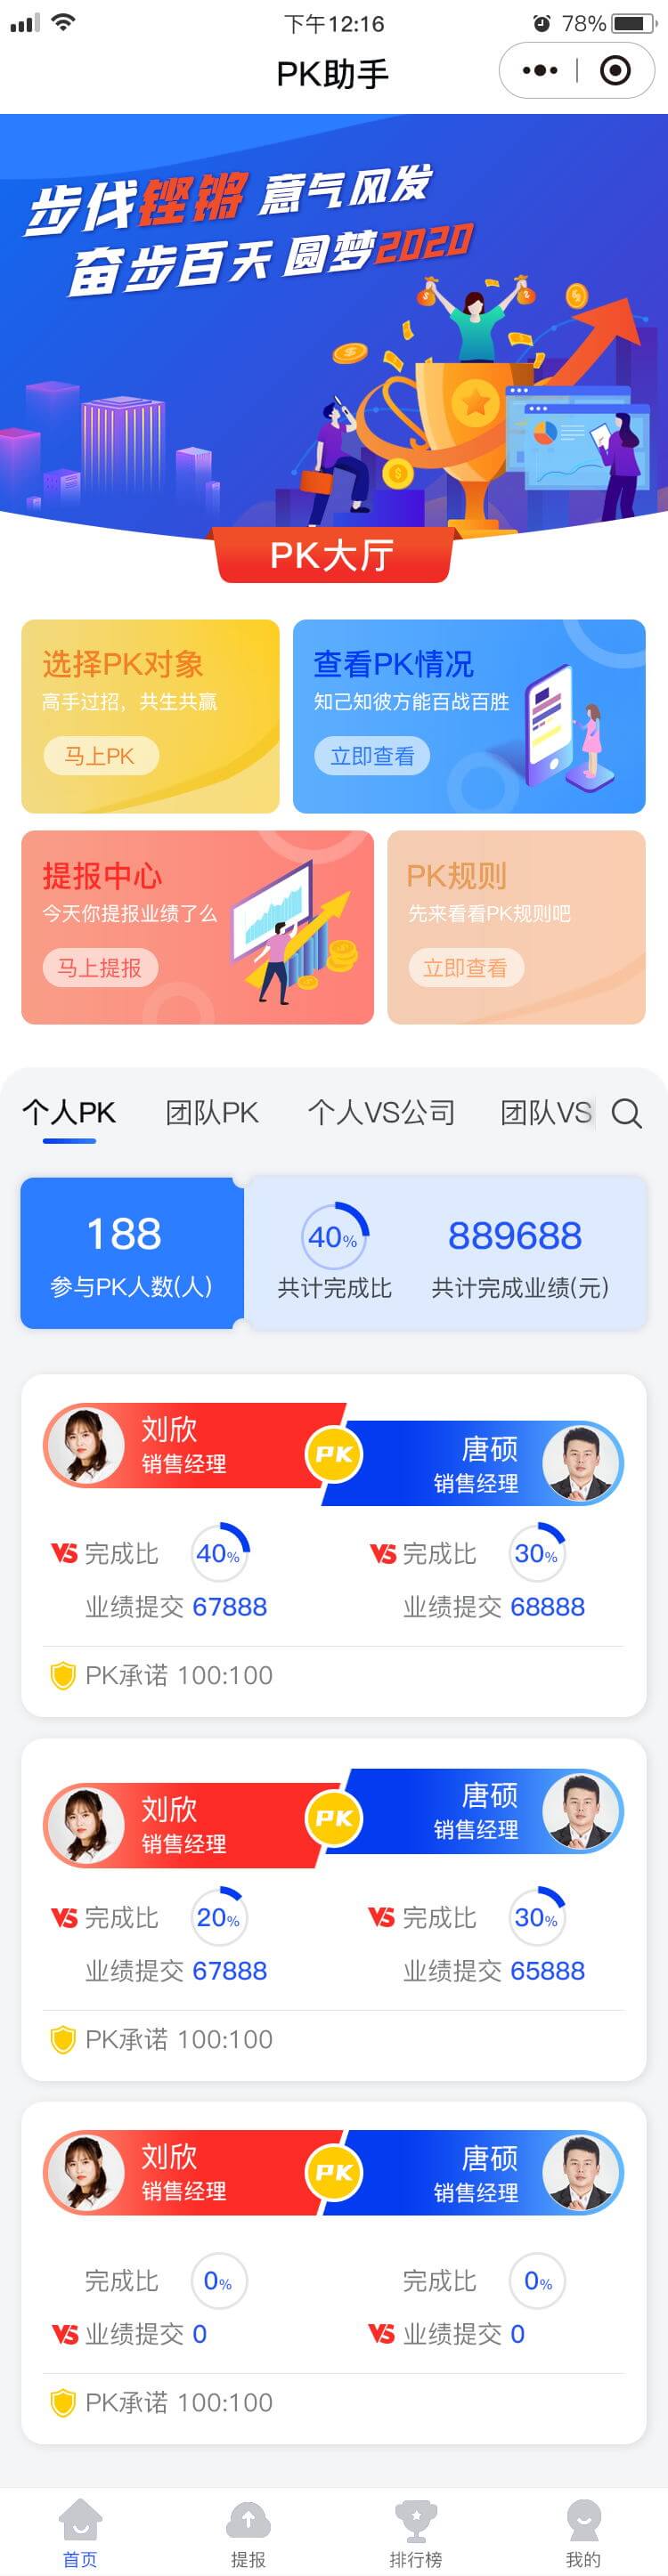 下午12:16
78%
PK助手
步伐铿锵 意气风发
奋步百天 圆梦2020
PK大厅
选择PK对象
高手过招，共生共赢
马上PK
查看PK情况
知己知彼方能百战百胜
立即查看
提报中心
今天你提报业绩了么
马上提报
PK规则
先来看看PK规则吧
立即查看
个人PK 团队PK 个人VS公司 团队VS
188
参与PK人数(人)
40%
共计完成比
889688
共计完成业绩(元)
刘欣
销售经理
PK
唐硕
销售经理
VS 完成比 40%
业绩提交 67888
VS 完成比 30%
业绩提交 68888
PK承诺 100:100
刘欣
销售经理
PK
唐硕
销售经理
VS 完成比 20%
业绩提交 67888
VS 完成比 30%
业绩提交 65888
PK承诺 100:100
刘欣
销售经理
PK
唐硕
销售经理
完成比 0%
VS 业绩提交 0
完成比 0%
VS 业绩提交 0
PK承诺 100:100
首页 提报 排行榜 我的